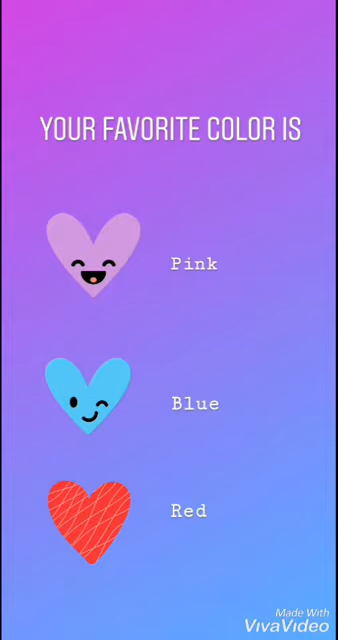 YOUR FAVORITE COLOR IS
Pink
Blue
Red
Made With
VivaVideo